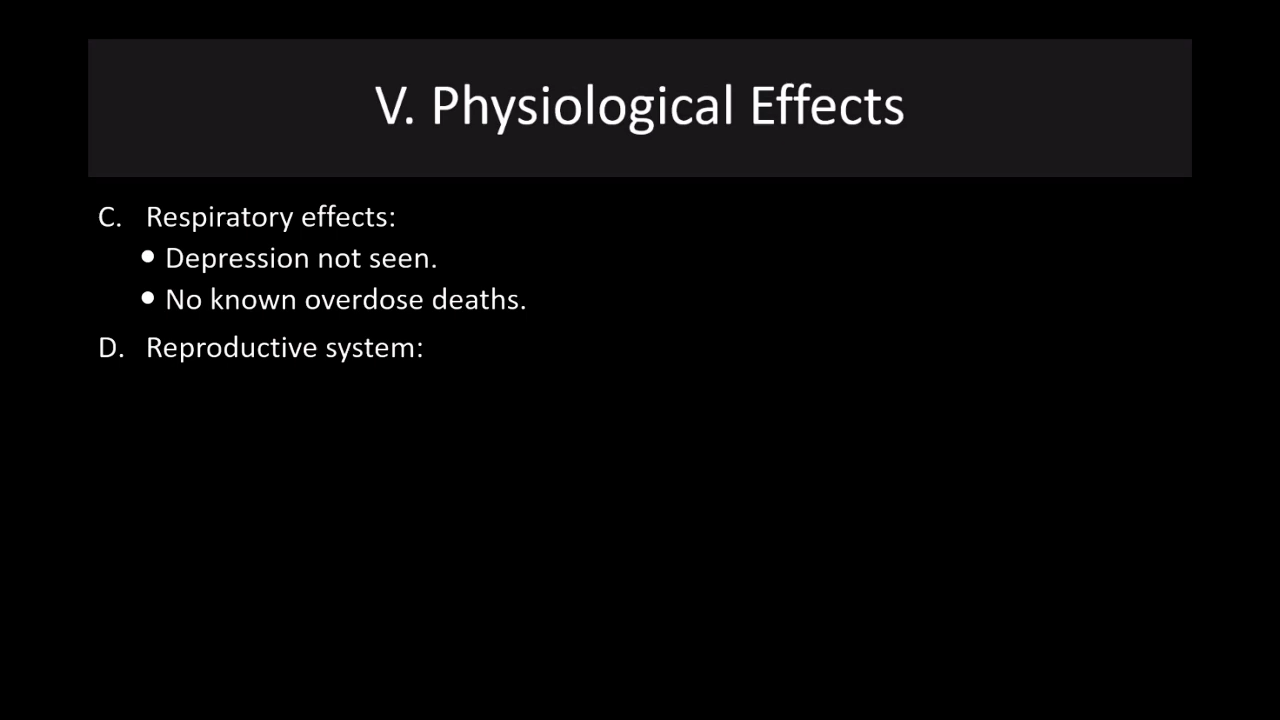 V. Physiological Effects
C. Respiratory effects:
• Depression not seen.
• No known overdose deaths.
D. Reproductive system: